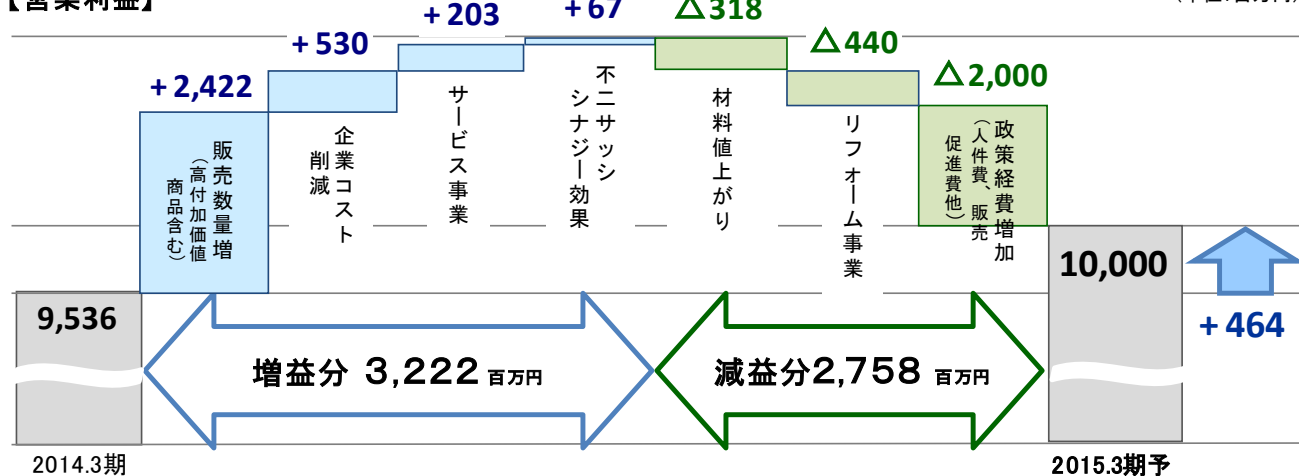 【営業利益】
（単位：百万円）
＋2,422
＋530
＋203
＋67
△318
△440
△2,000
販売数量増
（高付加価値
商品含む）
企業コスト
削減
サービス事業
不二サッシ
シナジー効果
材料値上がり
リフォーム事業
政策経費増加
（人件費、販売
促進費他）
9,536
10,000
＋464
増益分 3,222 百万円
減益分2,758 百万円
2014.3期
2015.3期予